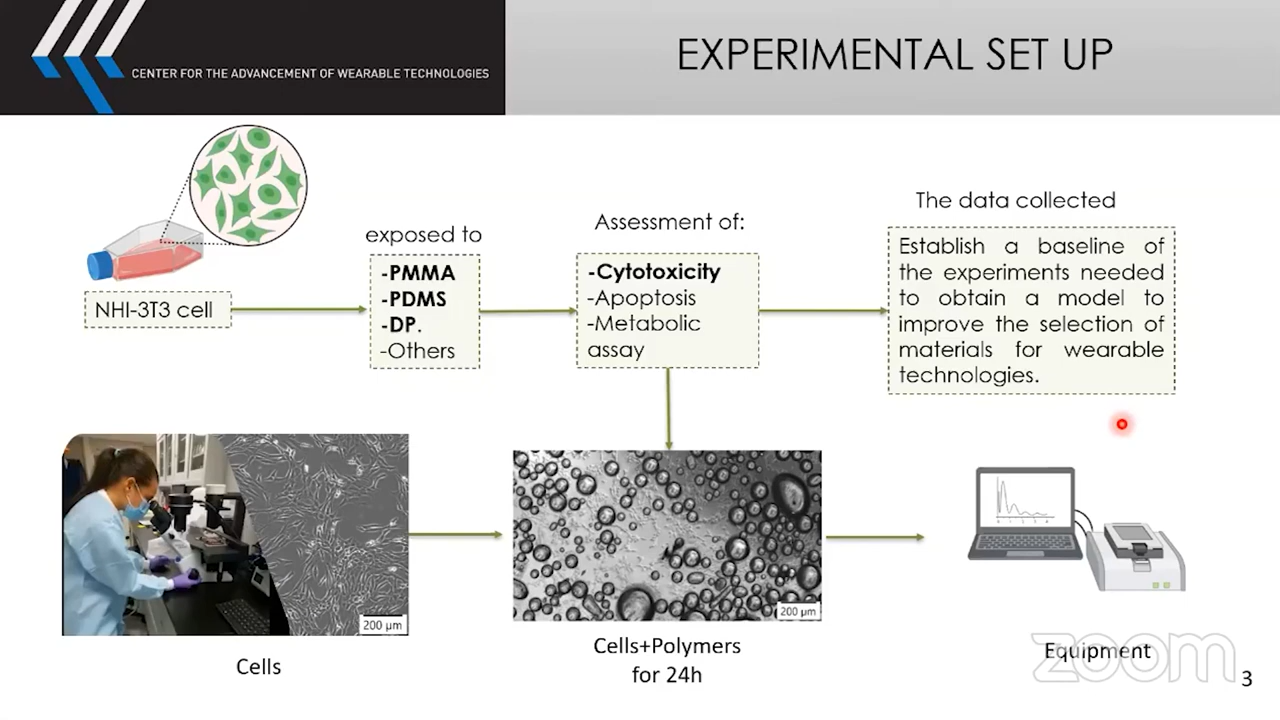 CENTER FOR THE ADVANCEMENT OF WEARABLE TECHNOLOGIES
EXPERIMENTAL SET UP
NHI-3T3 cell
exposed to
-PMMA
-PDMS
-DP.
-Others
Assessment of:
-Cytotoxicity
-Apoptosis
-Metabolic
assay
The data collected
Establish a baseline of
the experiments needed
to obtain a model to
improve the selection of
materials for wearable
technologies.
200 µm
Cells
200 µm
Cells+Polymers
for 24h
Equipment
zoom
3